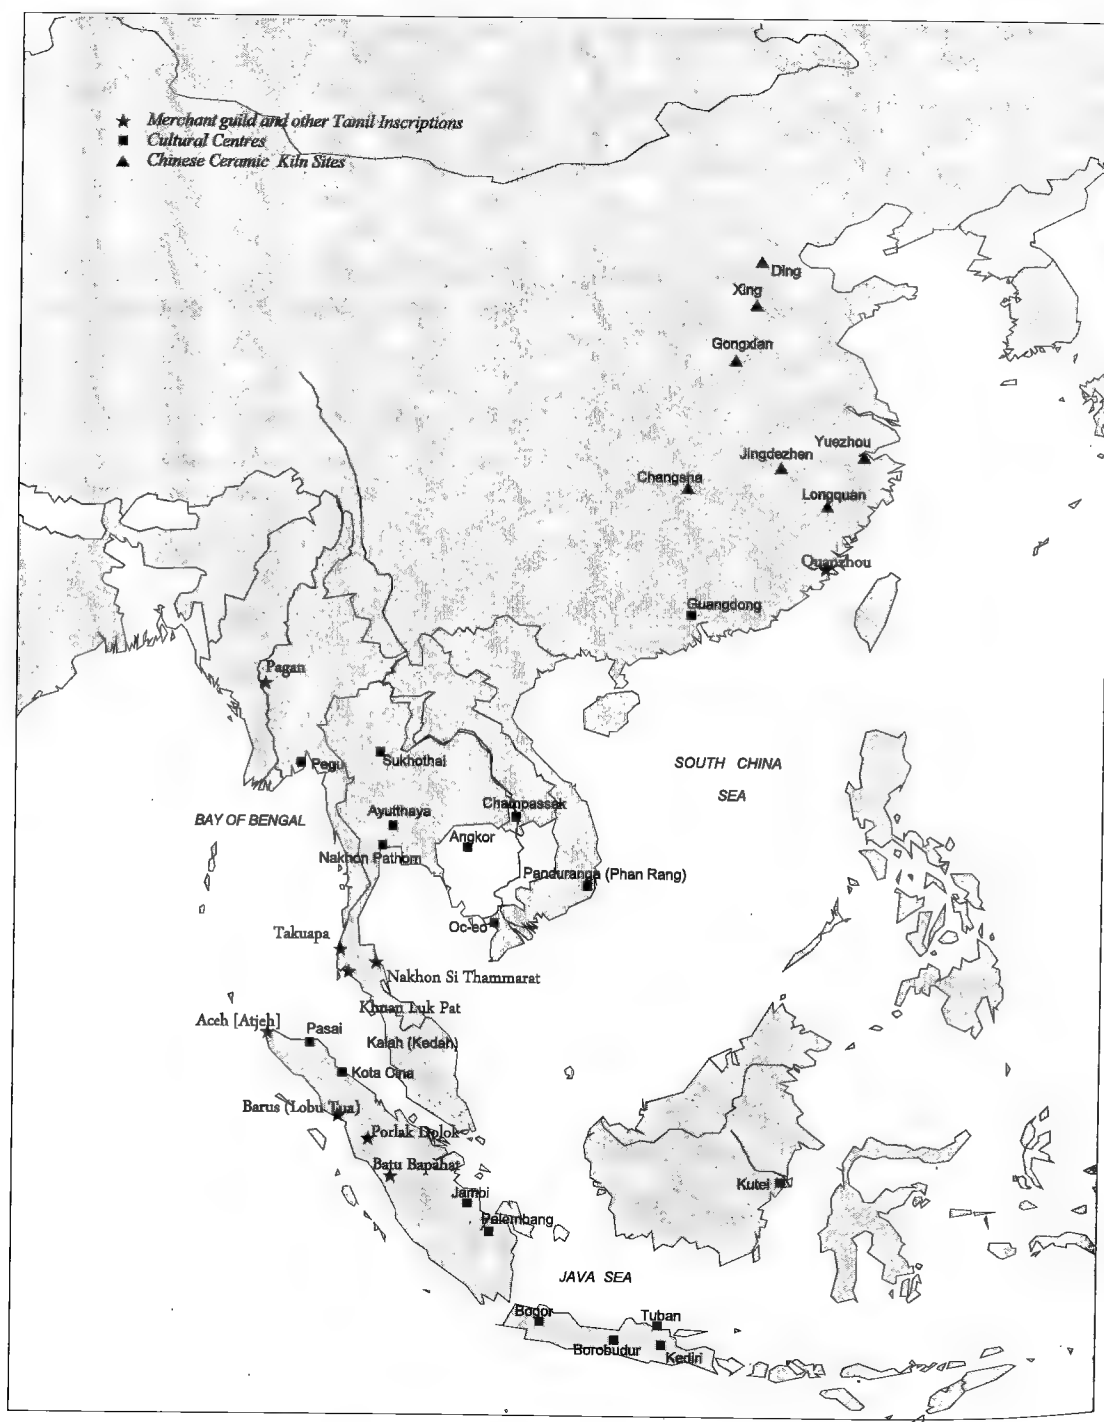 Merchant guild and other Tamil Inscriptions
Cultural Centres
Chinese Ceramic Kiln Sites
Ding
Xing
Gongxian
Yuezhou
Jingdezhen
Changsha
Longquan
Quanzhou
Guangdong
Pagan
Pegu
Sukhothai
SOUTH CHINA
SEA
BAY OF BENGAL
Champassak
Ayutthaya
Angkor
Nakhon Pathom
Panduranga (Phan Rang)
Oc-eo
Takuapa
Nakhon Si Thammarat
Khuan Luk Pat
Aceh [Atjeh]
Pasai
Kalah (Kedah)
Kota Cina
Barus (Lobu Tua)
Porlak Dolok
Batu Bapahat
Jambi
Kutei
Palembang
JAVA SEA
Bogor
Tuban
Borobudur
Kediri